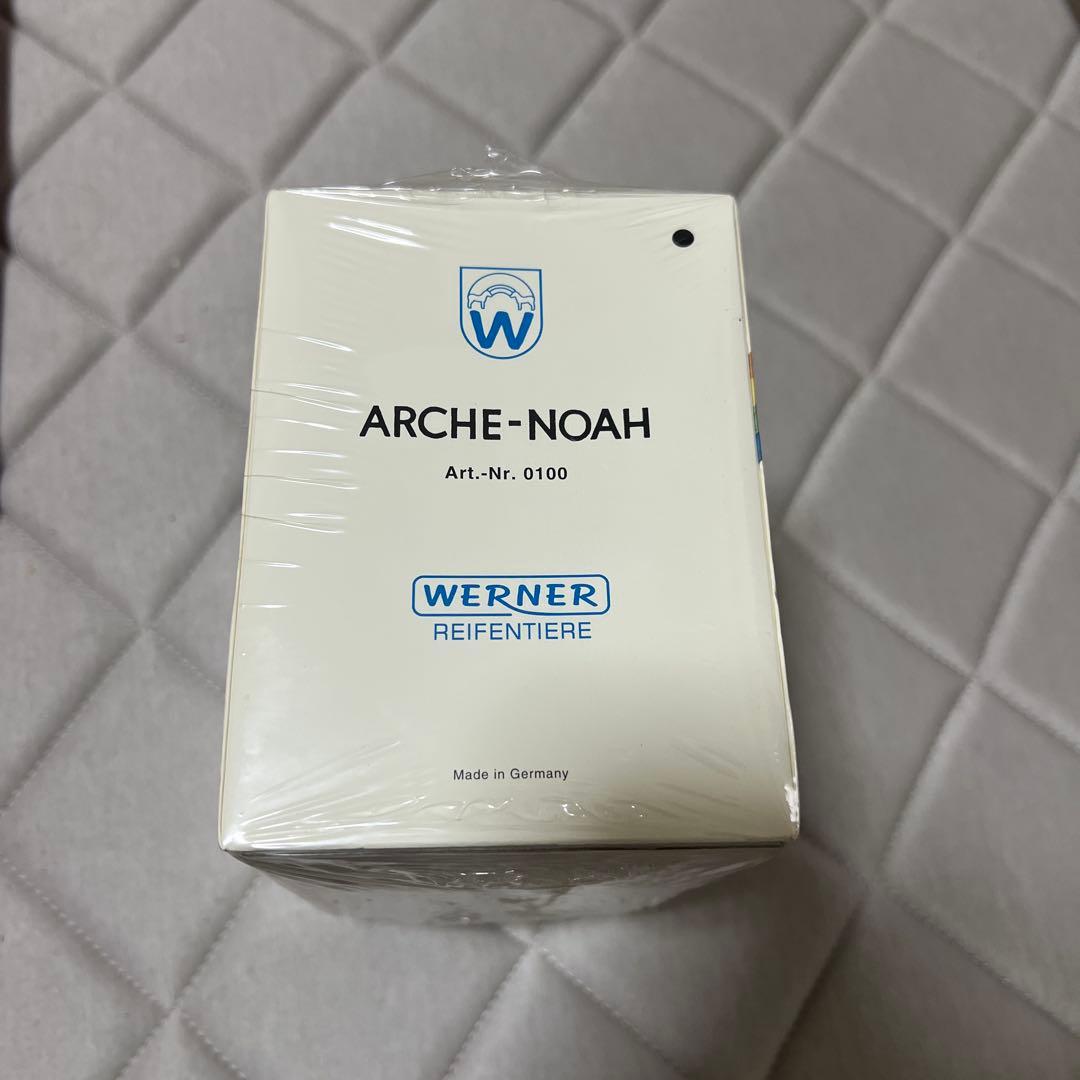 W
ARCHE-NOAH
Art.-Nr. 0100
WERNER
REIFENTIERE
Made in Germany